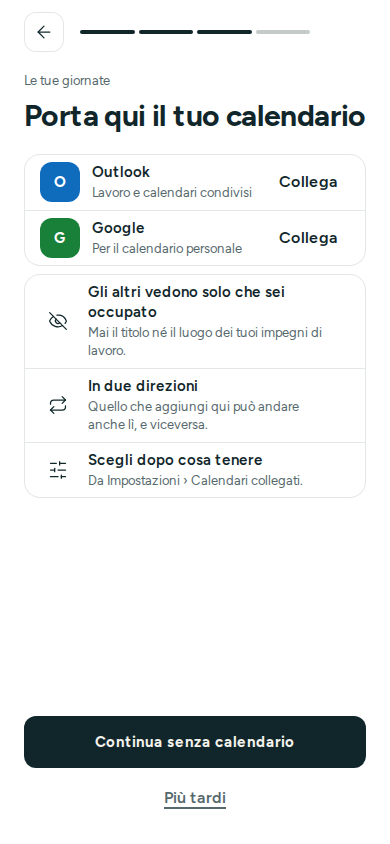 Le tue giornate
Porta qui il tuo calendario
O
Outlook
Lavoro e calendari condivisi
Collega
G
Google
Per il calendario personale
Collega
Gli altri vedono solo che sei
occupato
Mai il titolo né il luogo dei tuoi impegni di
lavoro.
In due direzioni
Quello che aggiungi qui può andare
anche lì, e viceversa.
Scegli dopo cosa tenere
Da Impostazioni › Calendari collegati.
Continua senza calendario
Più tardi